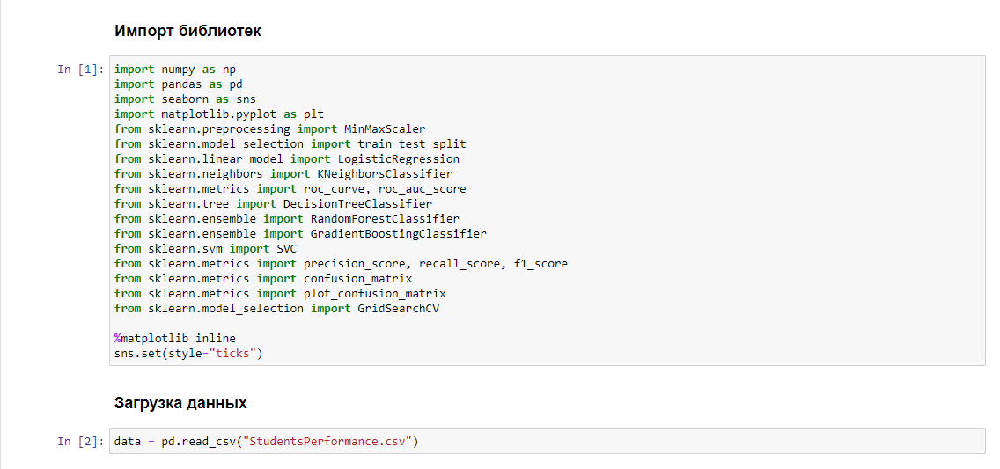 Импорт библиотек
In [1]: import numpy as np
import pandas as pd
import seaborn as sns
import matplotlib.pyplot as plt
from sklearn.preprocessing import MinMaxScaler
from sklearn.model_selection import train_test_split
from sklearn.linear_model import LogisticRegression
from sklearn.neighbors import KNeighborsClassifier
from sklearn.metrics import roc_curve, roc_auc_score
from sklearn.tree import DecisionTreeClassifier
from sklearn.ensemble import RandomForestClassifier
from sklearn.ensemble import GradientBoostingClassifier
from sklearn.svm import SVC
from sklearn.metrics import precision_score, recall_score, f1_score
from sklearn.metrics import confusion_matrix
from sklearn.metrics import plot_confusion_matrix
from sklearn.model_selection import GridSearchCV
%matplotlib inline
sns.set(style="ticks")
Загрузка данных
In [2]: data = pd.read_csv("StudentsPerformance.csv")